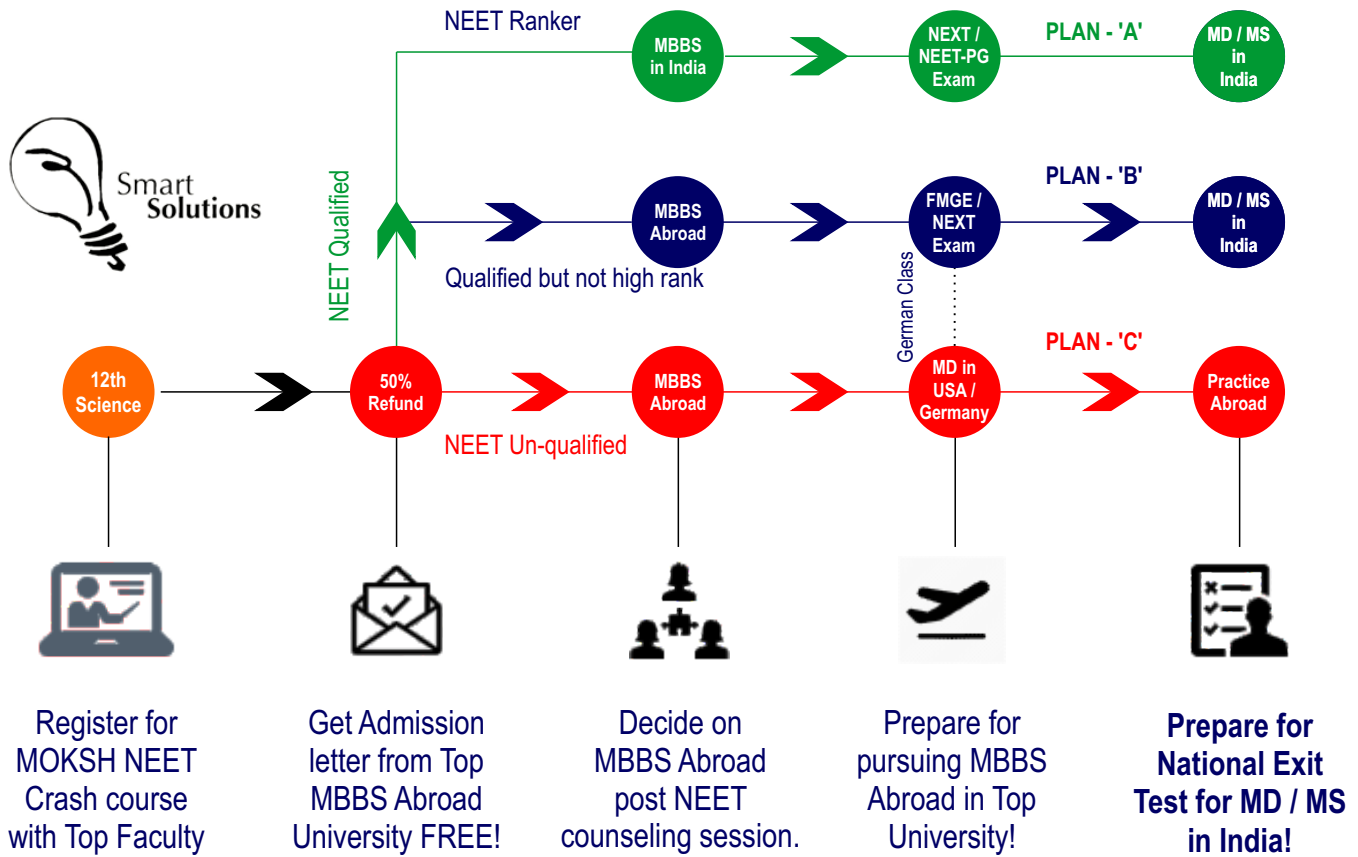 NEET Ranker
MBBS
in India
NEXT /
NEET-PG
Exam
PLAN - 'A'
MD / MS
in
India
Smart
Solutions
NEET Qualified
MBBS
Abroad
FMGE /
NEXT
Exam
PLAN - 'B'
MD / MS
in
India
Qualified but not high rank
German Class
12th
Science
50%
Refund
MBBS
Abroad
MD in
USA /
Germany
PLAN - 'C'
Practice
Abroad
NEET Un-qualified
Register for
MOKSH NEET
Crash course
with Top Faculty
Get Admission
letter from Top
MBBS Abroad
University FREE!
Decide on
MBBS Abroad
post NEET
counseling session.
Prepare for
pursuing MBBS
Abroad in Top
University!
Prepare for
National Exit
Test for MD / MS
in India!